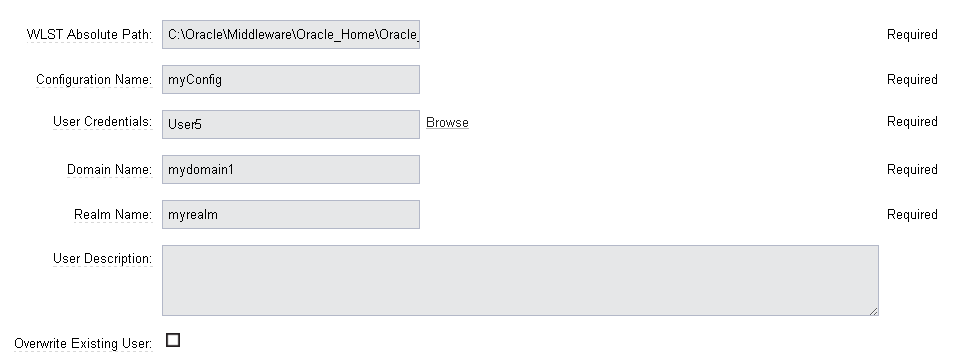 WLST Absolute Path: C:\Oracle\Middleware\Oracle_Home\Oracle_ Required
Configuration Name: myConfig Required
User Credentials: User5 Browse Required
Domain Name: mydomain1 Required
Realm Name: myrealm Required
User Description:
Overwrite Existing User: